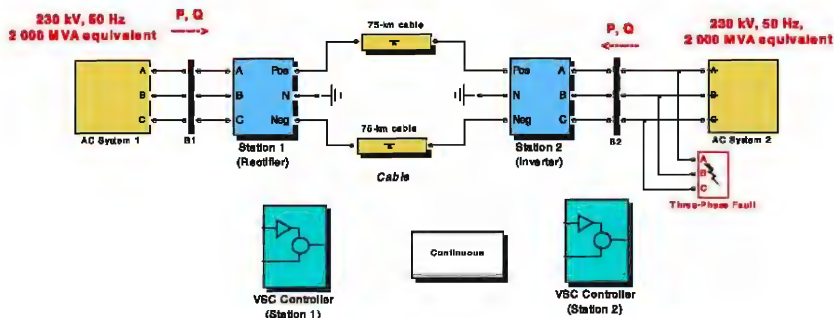 230 kV, 50 Hz
2 000 MVA equivalent
P, Q
75-km cable
P, Q
230 kV, 50 Hz,
2 000 MVA equivalent
A
B
C
AC System 1
B1
A
B
C
Pos
N
Neg
Station 1
(Rectifier)
75-km cable
Cable
Pos
N
Neg
A
B
C
Station 2
(Inverter)
B2
A
B
C
AC System 2
A
B
C
Three-Phase Fault
VSC Controller
(Station 1)
Continuous
VSC Controller
(Station 2)